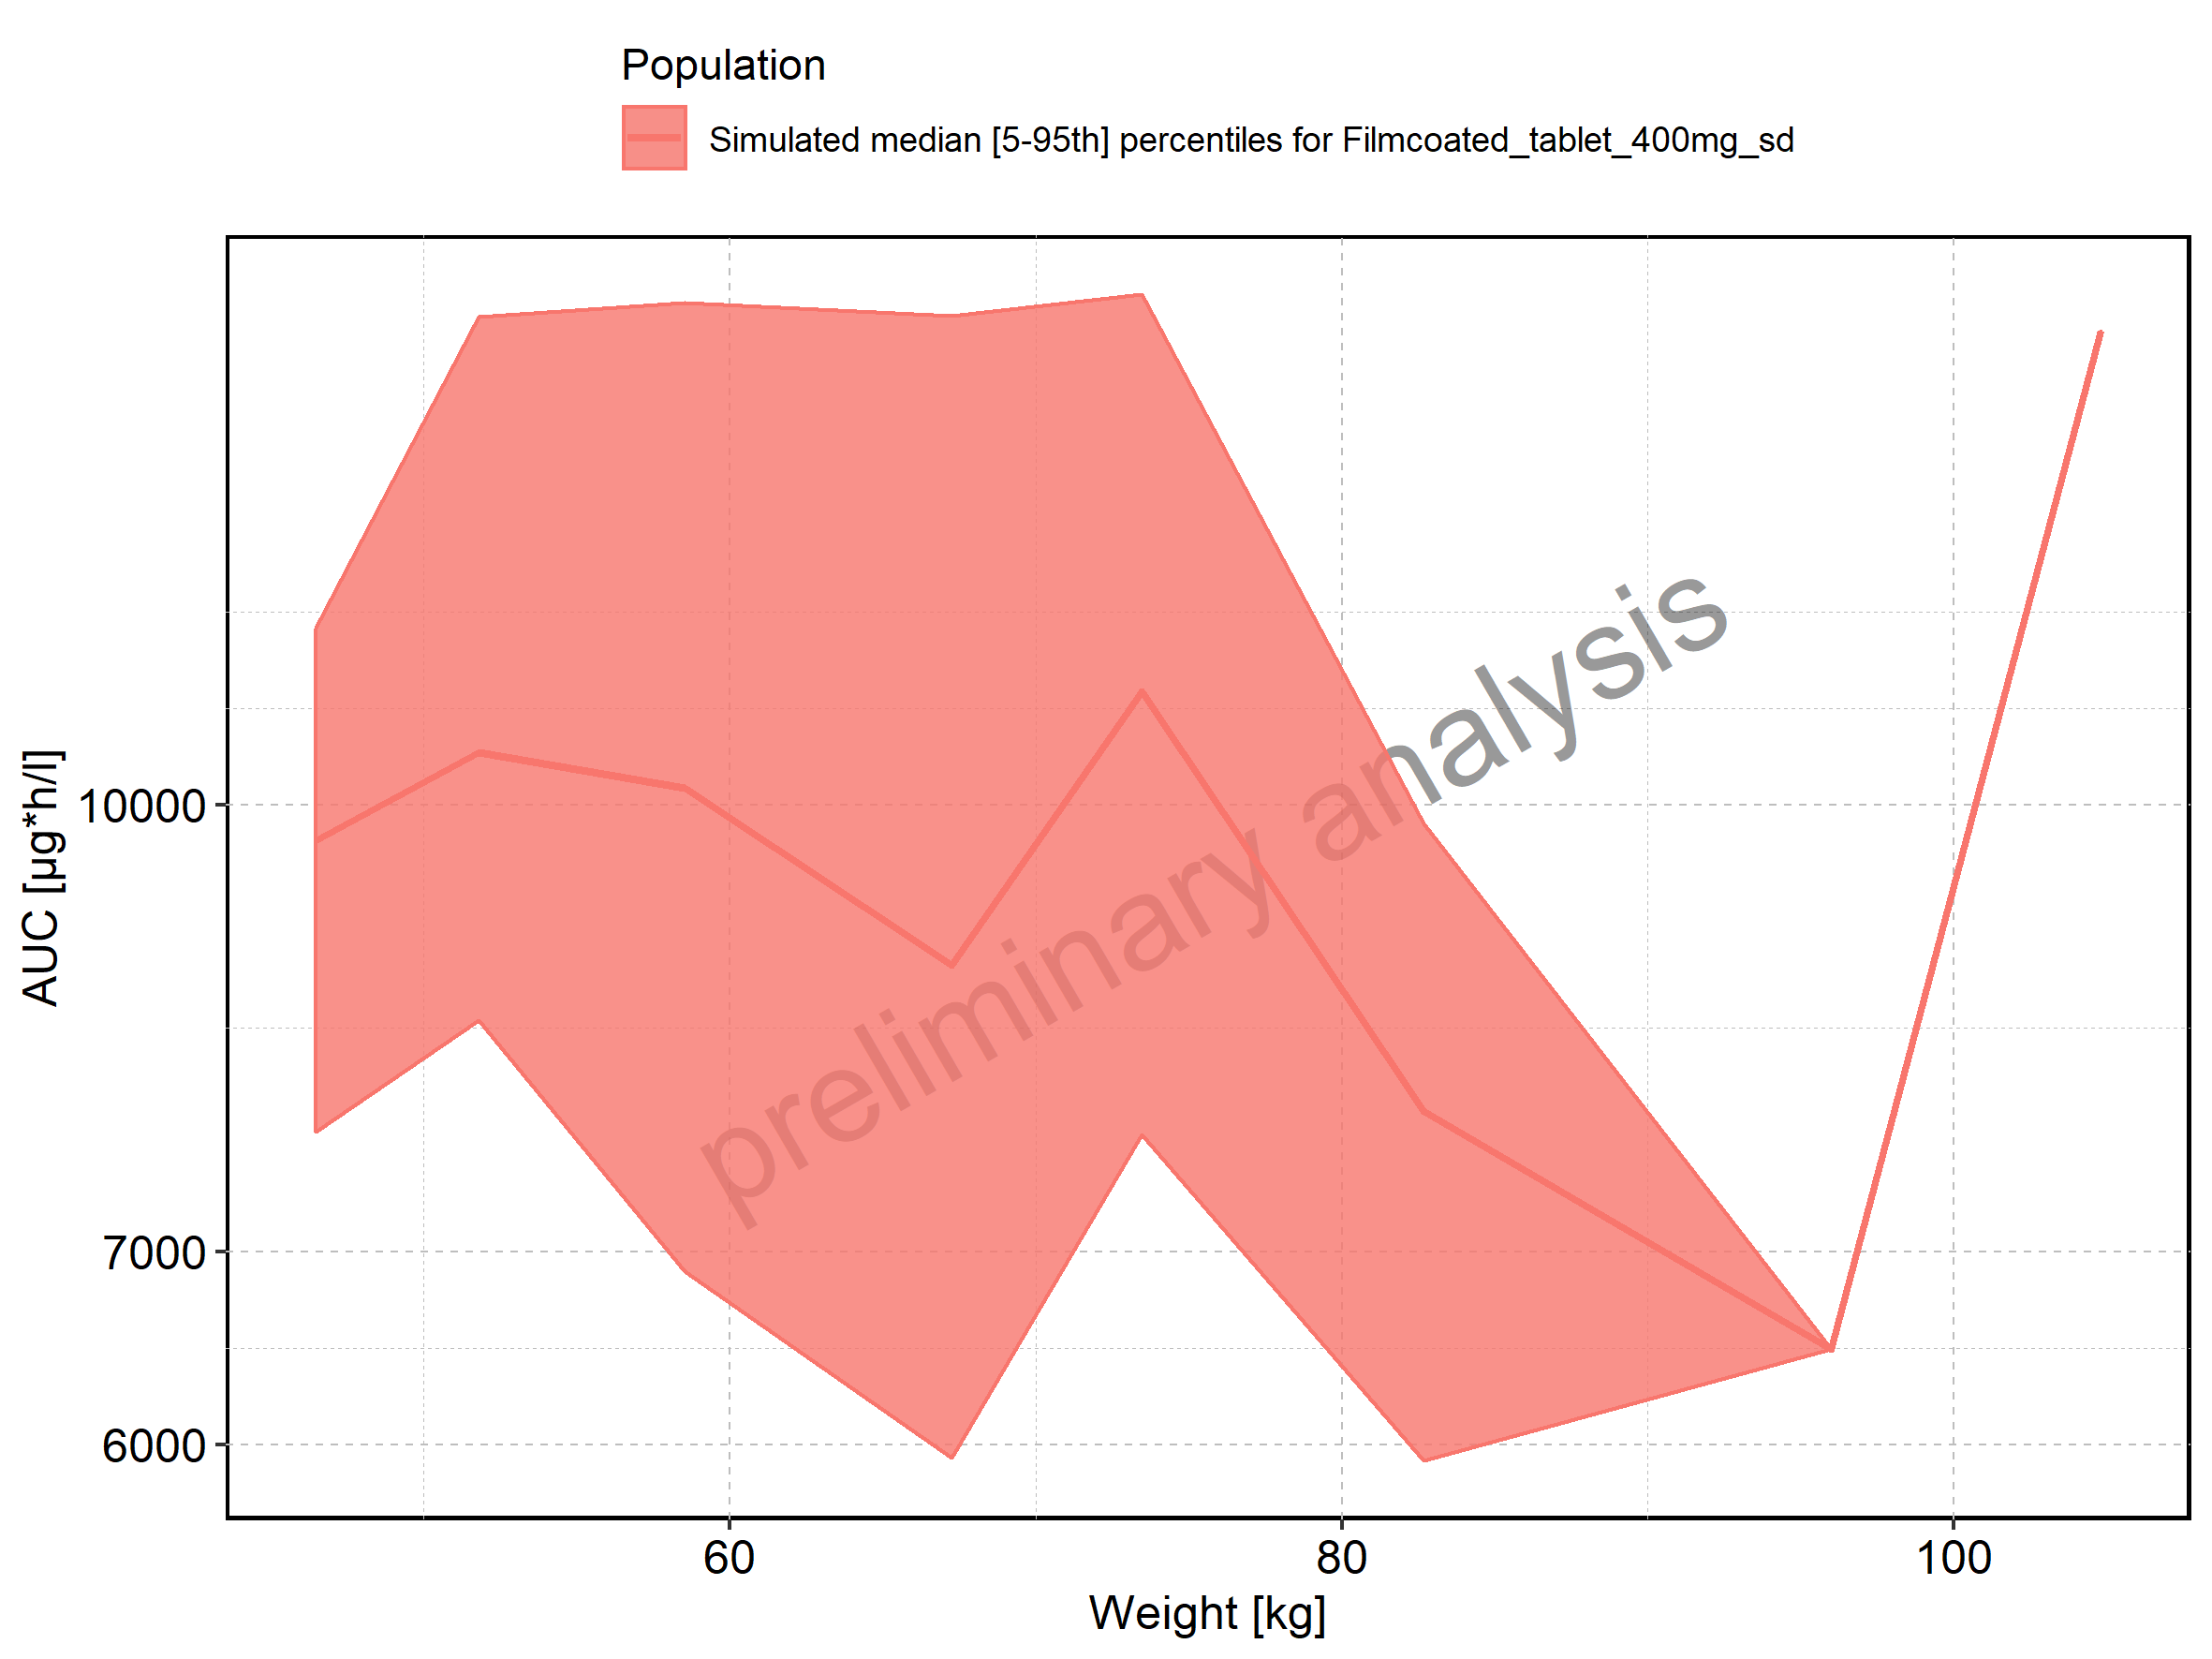 Population
Simulated median [5-95th] percentiles for Filmcoated_tablet_400mg_sd
AUC [µg*h/l]
10000
7000
6000
preliminary analysis
60
80
100
Weight [kg]